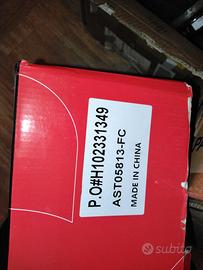 P.O#H102331349
AST05813-FC
MADE IN CHINA
subito